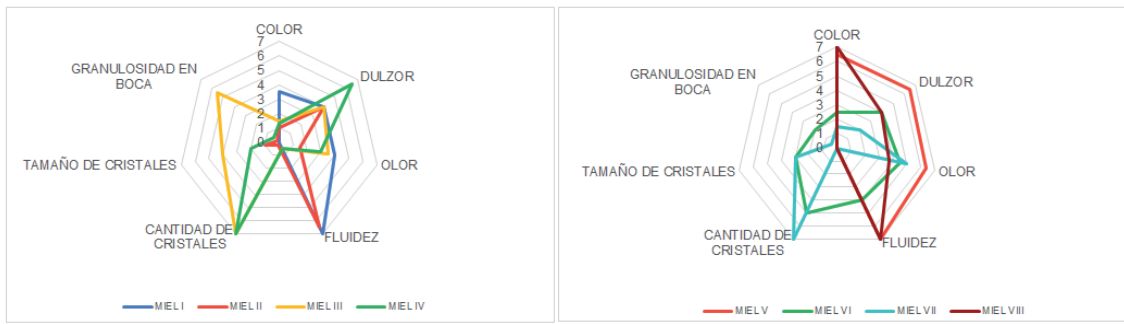 COLOR
7
6
5
4
3
2
1
0
DULZOR
OLOR
FLUIDEZ
CANTIDAD DE
CRISTALES
TAMAÑO DE CRISTALES
GRANULOSIDAD EN
BOCA
MIEL I MIEL II MIEL III MIEL IV
COLOR
7
6
5
4
3
2
1
0
DULZOR
OLOR
FLUIDEZ
CANTIDAD DE
CRISTALES
TAMAÑO DE CRISTALES
GRANULOSIDAD EN
BOCA
MIEL V MIEL VI MIEL VII MIEL VIII